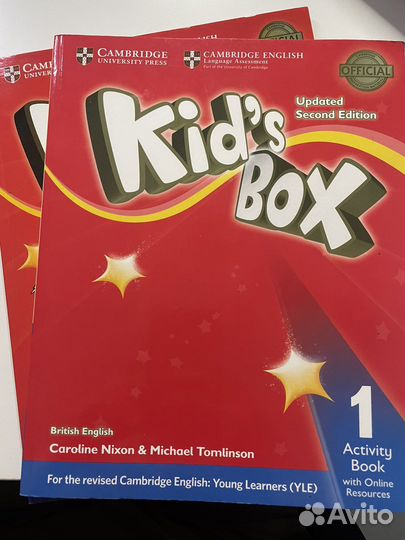 CAMBRIDGE
UNIVERSITY PRESS
CAMBRIDGE ENGLISH
Language Assessment
Part of the University of Cambridge
OFFICIAL
Updated
Second Edition
Kid's
BOX
British English
Caroline Nixon & Michael Tomlinson
1
Activity
Book
with Online
Resources
For the revised Cambridge English: Young Learners (YLE)
Avito